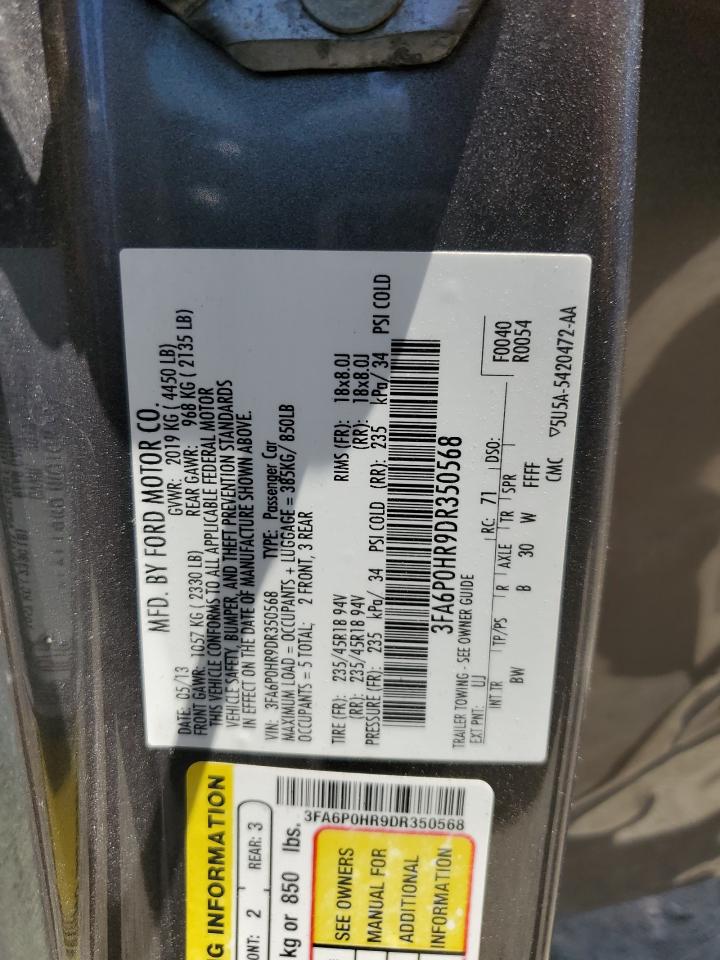 MFD. BY FORD MOTOR CO.
DATE: 05/13 GVWR: 2019 KG ( 4450 LB)
FRONT GAWR: 1057 KG ( 2330 LB) REAR GAWR: 968 KG ( 2135 LB)
THIS VEHICLE CONFORMS TO ALL APPLICABLE FEDERAL MOTOR
VEHICLE SAFETY, BUMPER, AND THEFT PREVENTION STANDARDS
IN EFFECT ON THE DATE OF MANUFACTURE SHOWN ABOVE.
VIN: 3FA6P0HR9DR350568 TYPE: Passenger Car
MAXIMUM LOAD = OCCUPANTS + LUGGAGE = 385KG/ 850LB
OCCUPANTS = 5 TOTAL; 2 FRONT, 3 REAR
TIRE (FR): 235/45R18 94V RIMS (FR): 18x8.0J
(RR): 235/45R18 94V (RR): 18x8.0J
PRESSURE (FR): 235 kPa/ 34 PSI COLD (RR): 235 kPa/ 34 PSI COLD
3FA6P0HR9DR350568
TRAILER TOWING - SEE OWNER GUIDE
EXT PNT: UJ RC: 71 DSO:
INT TR TP/PS R AXLE TR SPR
BW B 30 W FFFF
F0040
R0054
CMC ▽5U5A-5420472-AA
3FA6P0HR9DR350568
NG INFORMATION
ONT: 2 REAR: 3
kg or 850 lbs.
SEE OWNERS
MANUAL FOR
ADDITIONAL
INFORMATION